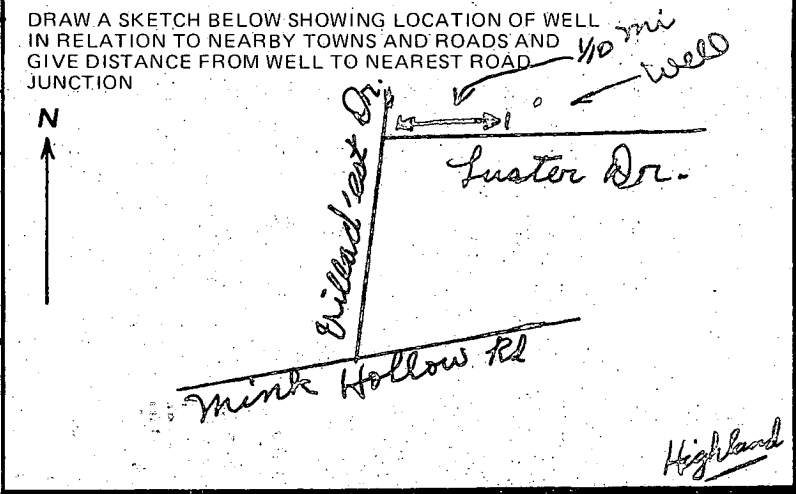 DRAW A SKETCH BELOW SHOWING LOCATION OF WELL
IN RELATION TO NEARBY TOWNS AND ROADS AND
GIVE DISTANCE FROM WELL TO NEAREST ROAD
JUNCTION
1/10 mi
Well
N
Dr.
Luster Dr.
Mink Hollow Rd
Highland